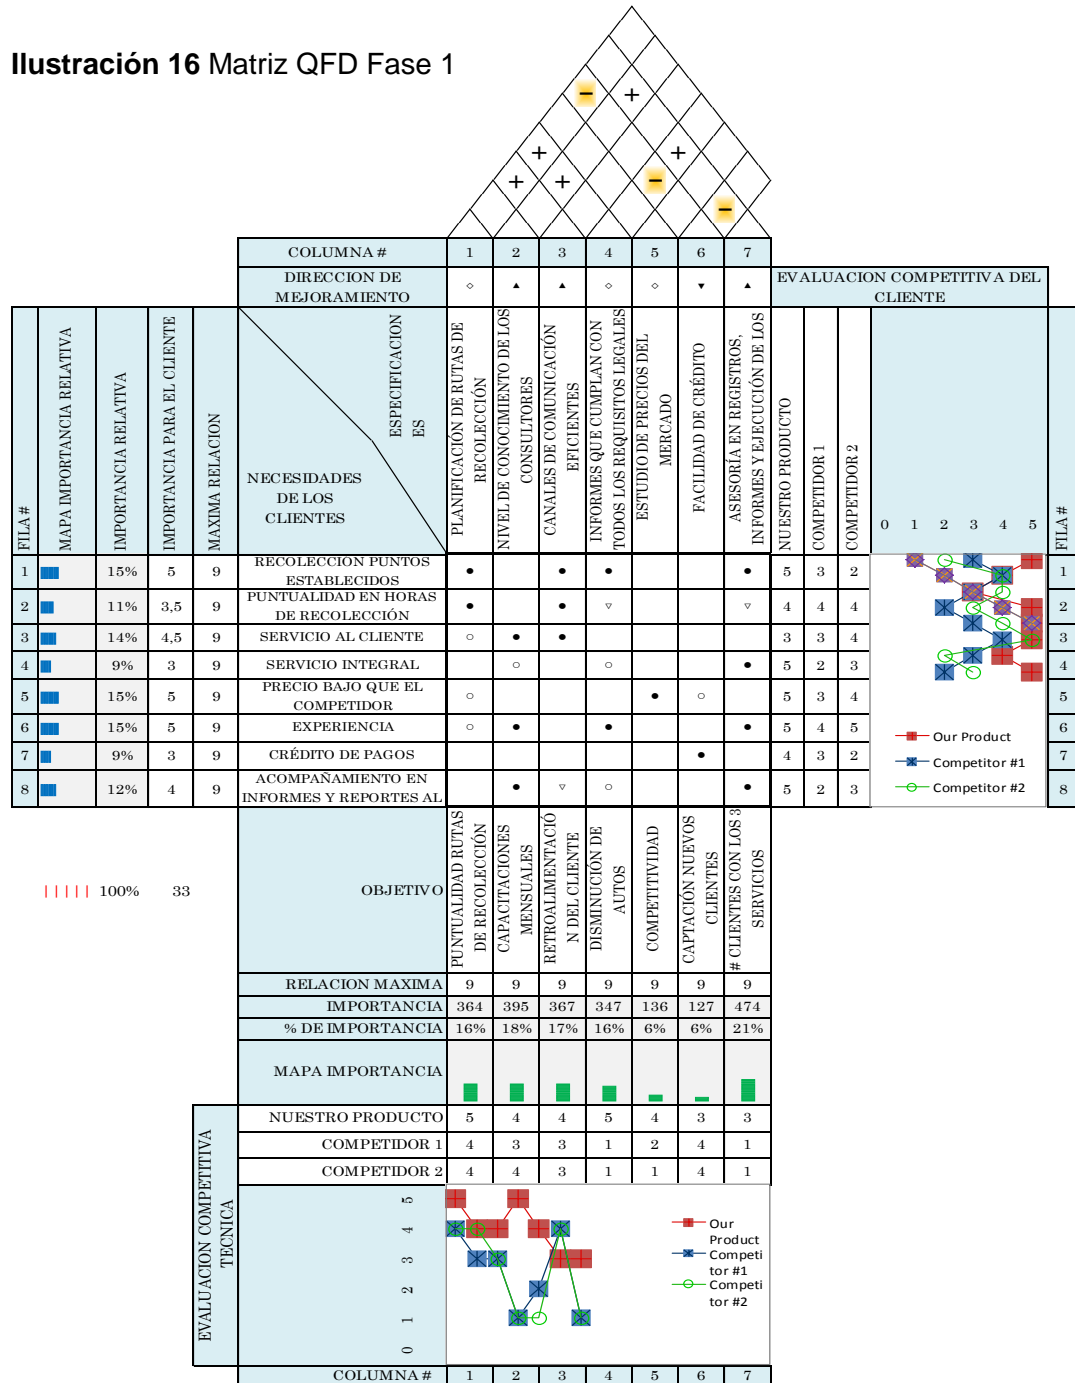 Ilustración 16 Matriz QFD Fase 1
− +
+ +
+ + −
−
COLUMNA # 1 2 3 4 5 6 7
DIRECCION DE
MEJORAMIENTO ◇ ▲ ▲ ◇ ◇ ▼ ▲
EVALUACION COMPETITIVA DEL
CLIENTE
FILA #
MAPA IMPORTANCIA RELATIVA
IMPORTANCIA RELATIVA
IMPORTANCIA PARA EL CLIENTE
MAXIMA RELACION
ESPECIFICACION
ES
NECESIDADES
DE LOS
CLIENTES
PLANIFICACIÓN DE RUTAS DE
RECOLECCIÓN
NIVEL DE CONOCIMIENTO DE LOS
CONSULTORES
CANALES DE COMUNICACIÓN
EFICIENTES
INFORMES QUE CUMPLAN CON
TODOS LOS REQUISITOS LEGALES
ESTUDIO DE PRECIOS DEL
MERCADO
FACILIDAD DE CRÉDITO
ASESORÍA EN REGISTROS,
INFORMES Y EJECUCIÓN DE LOS
NUESTRO PRODUCTO
COMPETIDOR 1
COMPETIDOR 2
0 1 2 3 4 5
FILA #
1 15% 5 9 RECOLECCION PUNTOS
ESTABLECIDOS ● ● ● ● 5 3 2 1
2 11% 3,5 9 PUNTUALIDAD EN HORAS
DE RECOLECCIÓN ● ● ▽ ▽ 4 4 4 2
3 14% 4,5 9 SERVICIO AL CLIENTE ○ ● ● 3 3 4 3
4 9% 3 9 SERVICIO INTEGRAL ○ ○ ● 5 2 3 4
5 15% 5 9 PRECIO BAJO QUE EL
COMPETIDOR ○ ● ○ 5 3 4 5
6 15% 5 9 EXPERIENCIA ○ ● ● ● 5 4 5 6
7 9% 3 9 CRÉDITO DE PAGOS ● 4 3 2 7
8 12% 4 9 ACOMPAÑAMIENTO EN
INFORMES Y REPORTES AL ● ▽ ○ ● 5 2 3 8
Our Product
Competitor #1
Competitor #2
| | | | | 100% 33
OBJETIVO
PUNTUALIDAD RUTAS
DE RECOLECCIÓN
CAPACITACIONES
MENSUALES
RETROALIMENTACIÓ
N DEL CLIENTE
DISMINUCIÓN DE
AUTOS
COMPETITIVIDAD
CAPTACIÓN NUEVOS
CLIENTES
# CLIENTES CON LOS 3
SERVICIOS
RELACION MAXIMA 9 9 9 9 9 9 9
IMPORTANCIA 364 395 367 347 136 127 474
% DE IMPORTANCIA 16% 18% 17% 16% 6% 6% 21%
MAPA IMPORTANCIA
EVALUACION COMPETITIVA
TECNICA
NUESTRO PRODUCTO 5 4 4 5 4 3 3
COMPETIDOR 1 4 3 3 1 2 4 1
COMPETIDOR 2 4 4 3 1 1 4 1
5
4
3
2
1
0
Our
Product
Competi
tor #1
Competi
tor #2
COLUMNA # 1 2 3 4 5 6 7